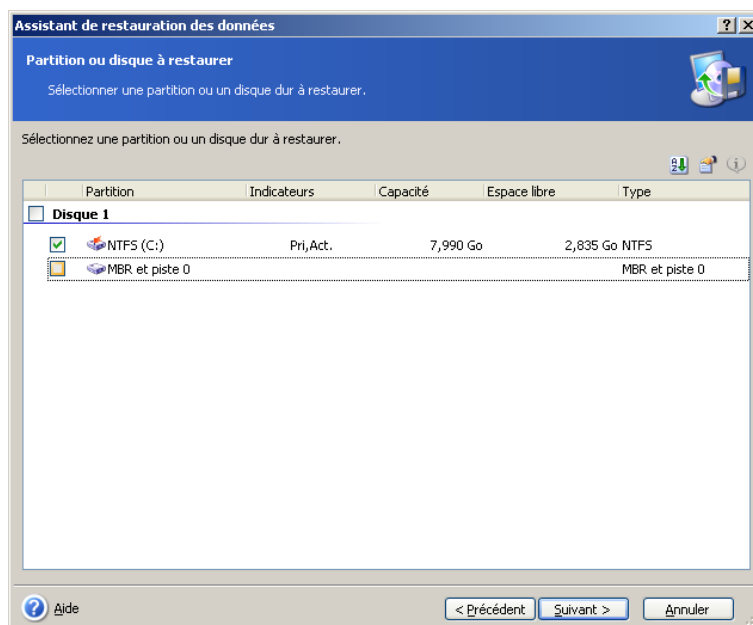 Assistant de restauration des données
Partition ou disque à restaurer
Sélectionner une partition ou un disque dur à restaurer.
Sélectionnez une partition ou un disque dur à restaurer.
Partition Indicateurs Capacité Espace libre Type
Disque 1
NTFS (C:) Pri,Act. 7,990 Go 2,835 Go NTFS
MBR et piste 0 MBR et piste 0
Aide < Précédent Suivant > Annuler